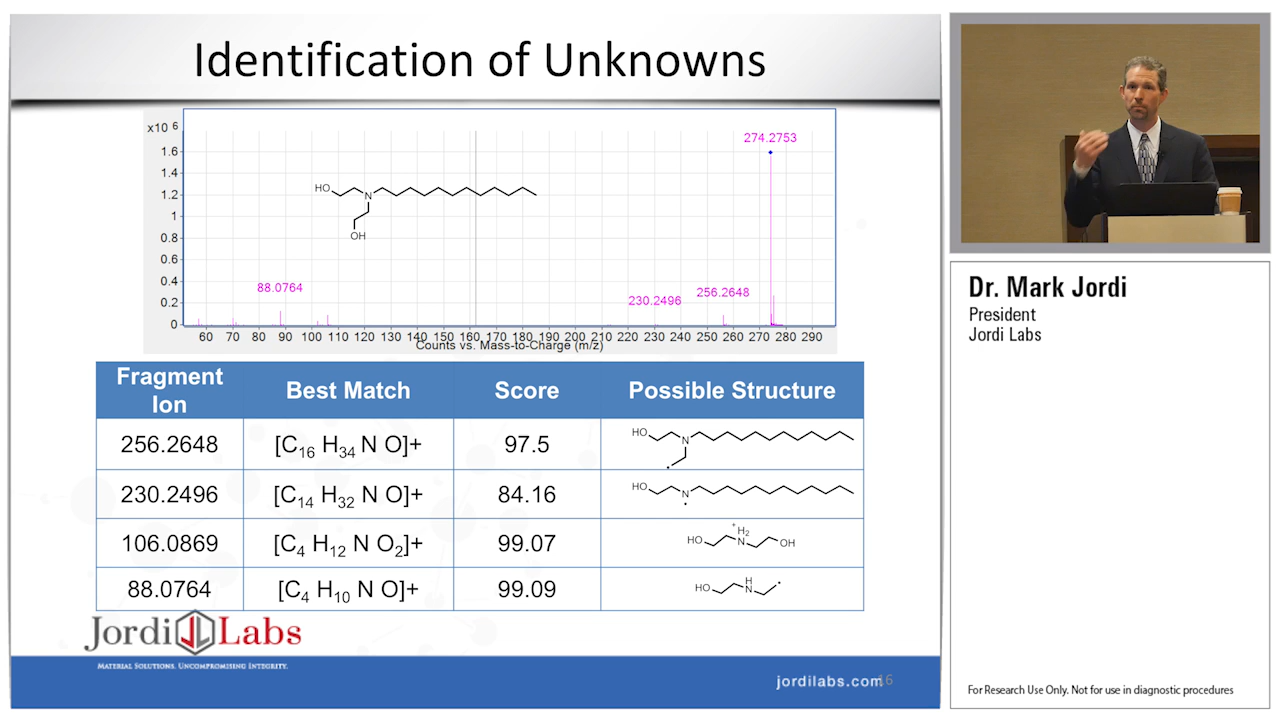 Identification of Unknowns
x10 6
1.6
1.4
1.2
1
0.8
0.6
0.4
0.2
0
274.2753
HO
N
OH
88.0764
230.2496
256.2648
60 70 80 90 100 110 120 130 140 150 160 170 180 190 200 210 220 230 240 250 260 270 280 290
Counts vs. Mass-to-Charge (m/z)
Fragment Ion Best Match Score Possible Structure
256.2648 [C16 H34 N O]+ 97.5 HO N
230.2496 [C14 H32 N O]+ 84.16 HO N
106.0869 [C4 H12 N O2]+ 99.07 HO +H2 N OH
88.0764 [C4 H10 N O]+ 99.09 HO H N
Jordi JL Labs
MATERIAL SOLUTIONS. UNCOMPROMISING INTEGRITY.
jordilabs.com 16
Dr. Mark Jordi
President
Jordi Labs
For Research Use Only. Not for use in diagnostic procedures